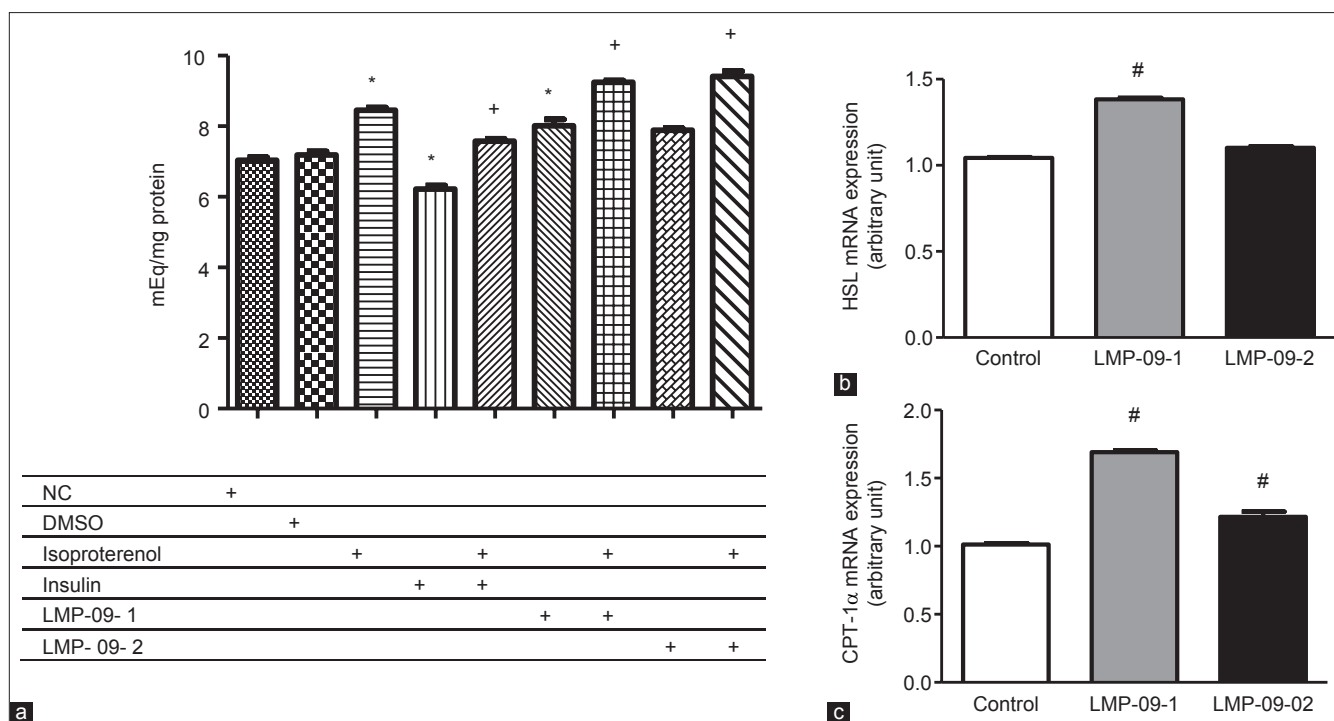 10
8
6
4
2
0
mEq/mg protein
*
*
+
*
+
+
NC +
DMSO +
Isoproterenol + + + +
Insulin + +
LMP-09- 1 + +
LMP- 09- 2 + +
a
1.5
1.0
0.5
0.0
HSL mRNA expression
(arbitrary unit)
#
Control LMP-09-1 LMP-09-2
b
2.0
1.5
1.0
0.5
0.0
CPT-1α mRNA expression
(arbitrary unit)
#
#
Control LMP-09-1 LMP-09-02
c